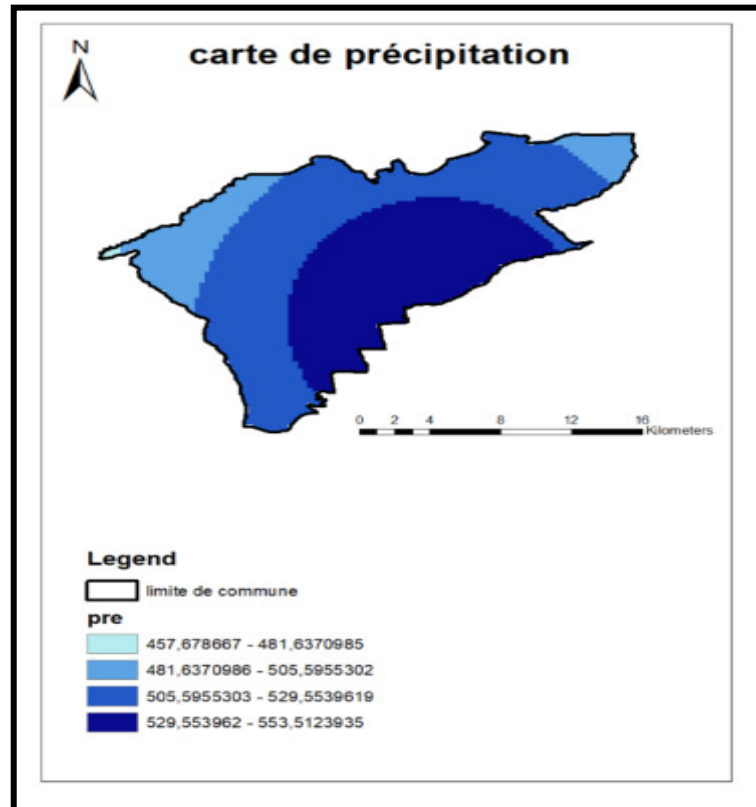 N
carte de précipitation
0 2 4 8 12 16
Kilometers
Legend
limite de commune
pre
457,678667 - 481,6370985
481,6370986 - 505,5955302
505,5955303 - 529,5539619
529,553962 - 553,5123935